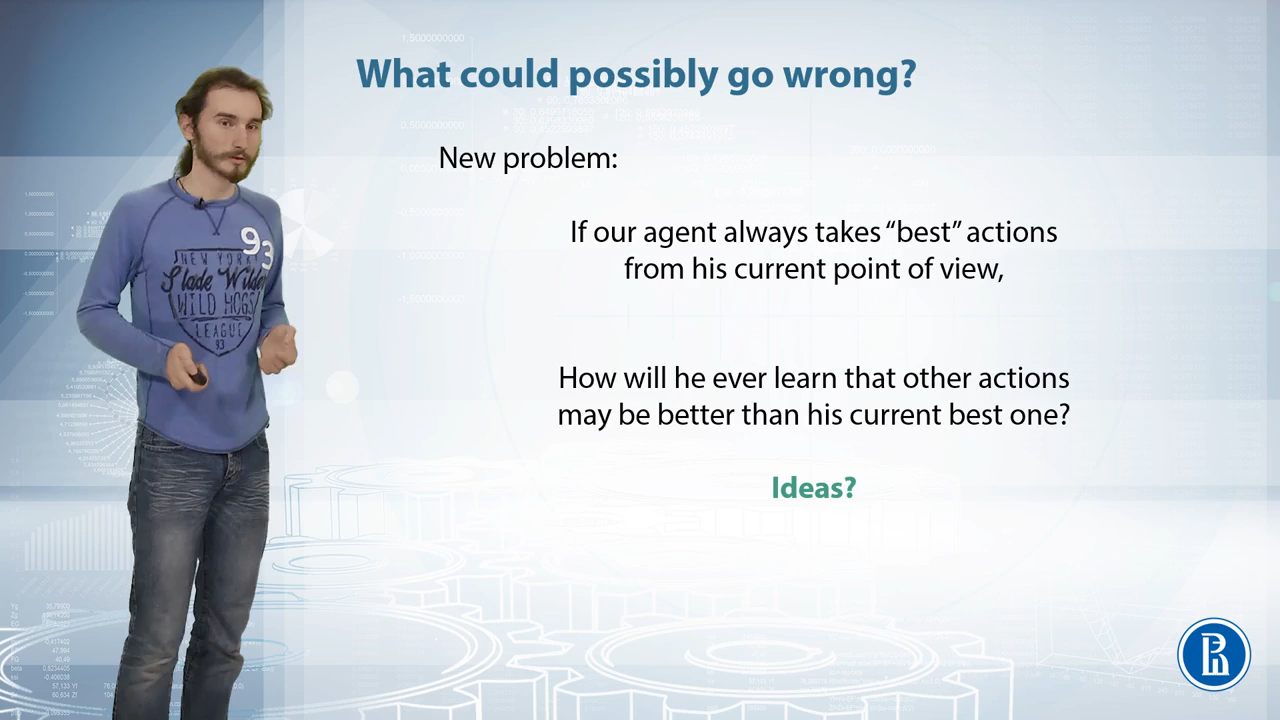 What could possibly go wrong?
New problem:
If our agent always takes “best” actions
from his current point of view,
How will he ever learn that other actions
may be better than his current best one?
Ideas?
93
NEW YORK
Slade Wilder
WILD HOGS
LEAGUE
93